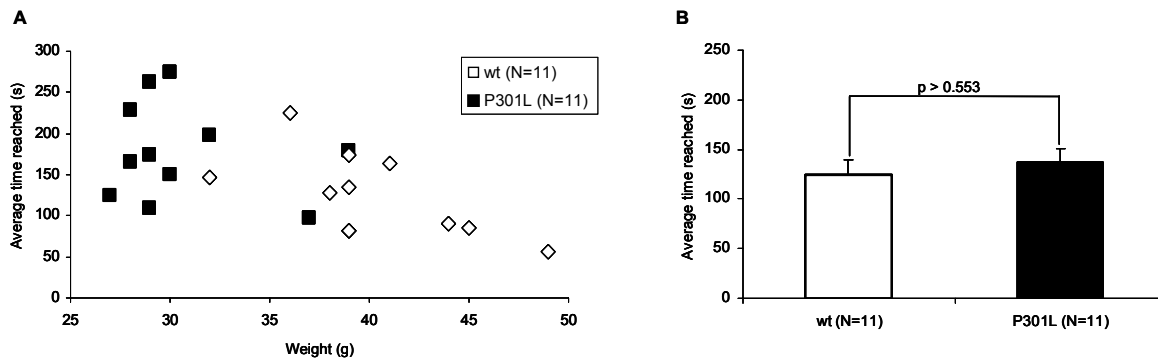 A
Average time reached (s)
300
250
200
150
100
50
0
25 30 35 40 45 50
Weight (g)
wt (N=11)
P301L (N=11)
B
Average time reached (s)
250
200
150
100
50
0
p > 0.553
wt (N=11) P301L (N=11)